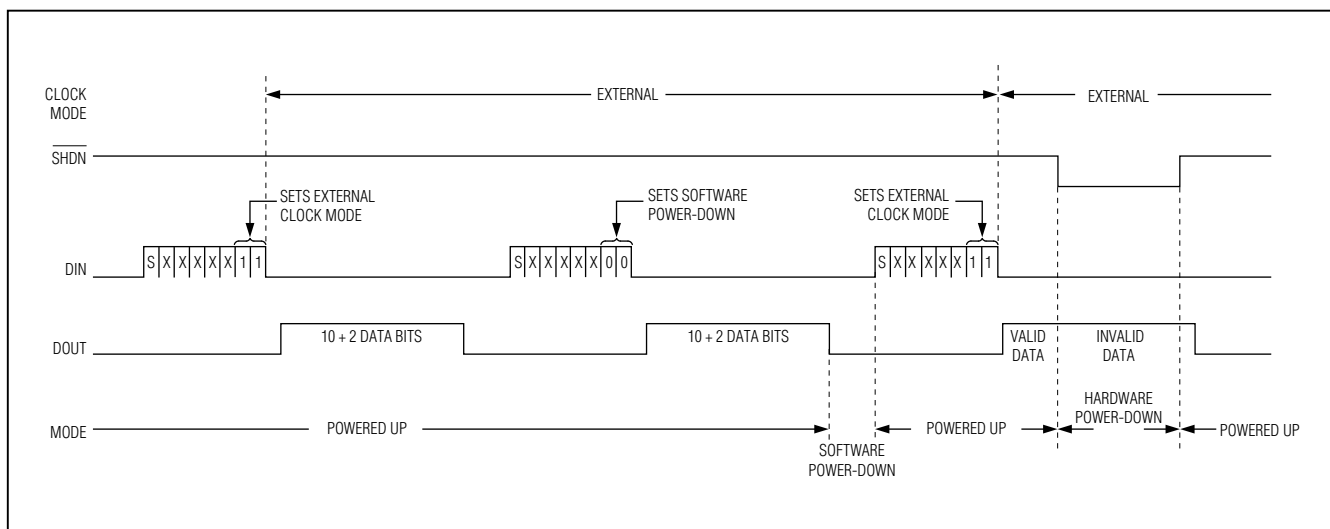 CLOCK
MODE
EXTERNAL
EXTERNAL
SHDN
SETS EXTERNAL
CLOCK MODE
SETS SOFTWARE
POWER-DOWN
SETS EXTERNAL
CLOCK MODE
DIN
S X X X X X 1 1
S X X X X X 0 0
S X X X X X 1 1
DOUT
10 + 2 DATA BITS
10 + 2 DATA BITS
VALID
DATA
INVALID
DATA
MODE
POWERED UP
SOFTWARE
POWER-DOWN
POWERED UP
HARDWARE
POWER-DOWN
POWERED UP